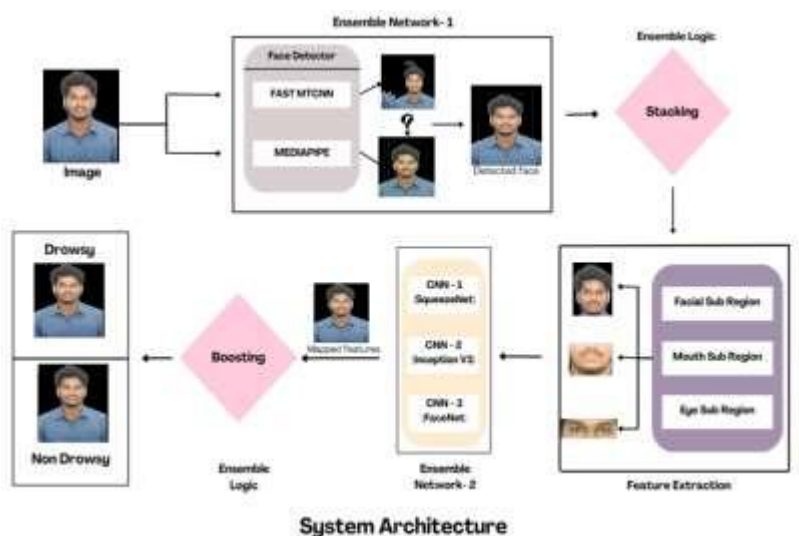 Ensemble Network- 1
Face Detector
FAST MTCNN
MEDIAPIPE
?
Image
Detected Face
Ensemble Logic
Stacking
Drowsy
Non Drowsy
Boosting
Ensemble
Logic
Mapped Features
CNN - 1
SqueezeNet
CNN - 2
Inception V3
CNN - 3
FaceNet
Ensemble
Network- 2
Facial Sub Region
Mouth Sub Region
Eye Sub Region
Feature Extraction
System Architecture